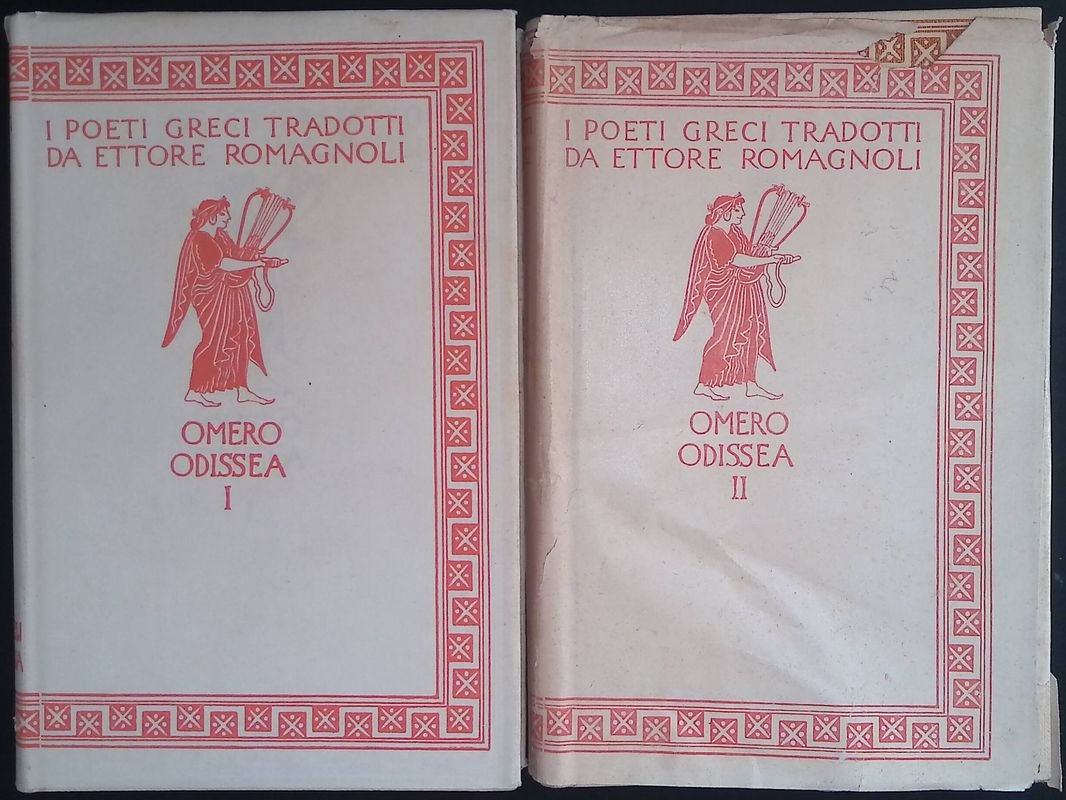 I POETI GRECI TRADOTTI
DA ETTORE ROMAGNOLI
OMERO
ODISSEA
I
I POETI GRECI TRADOTTI
DA ETTORE ROMAGNOLI
OMERO
ODISSEA
II